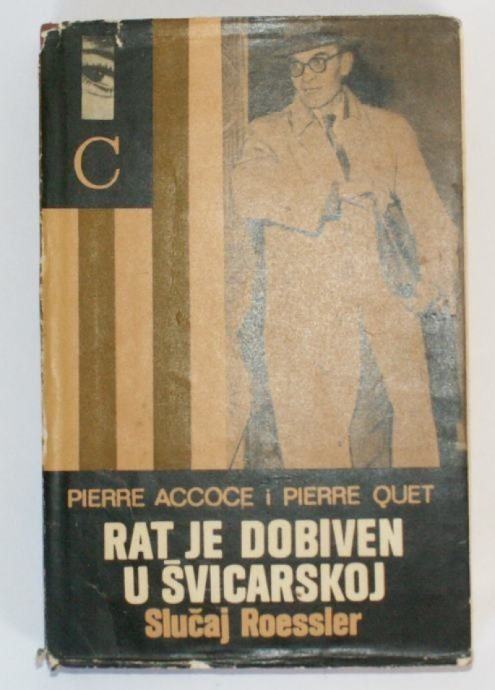 C
PIERRE ACCOCE i PIERRE QUET
RAT JE DOBIVEN
U ŠVICARSKOJ
Slučaj Roessler